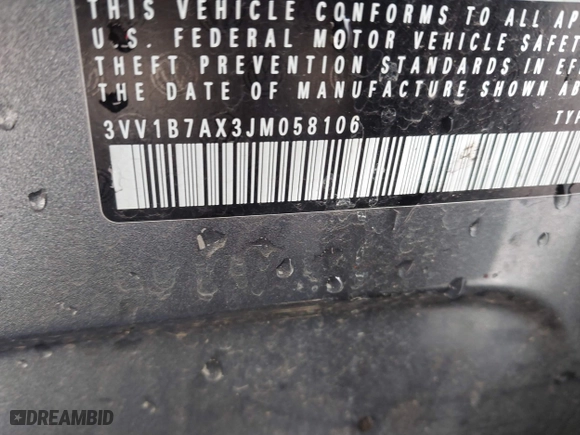 THIS VEHICLE CONFORMS TO ALL AP
U.S. FEDERAL MOTOR VEHICLE SAFET
THEFT PREVENTION STANDARDS IN EF
THE DATE OF MANUFACTURE SHOWN AB
3VV1B7AX3JM058106 TYP
DREAMBID